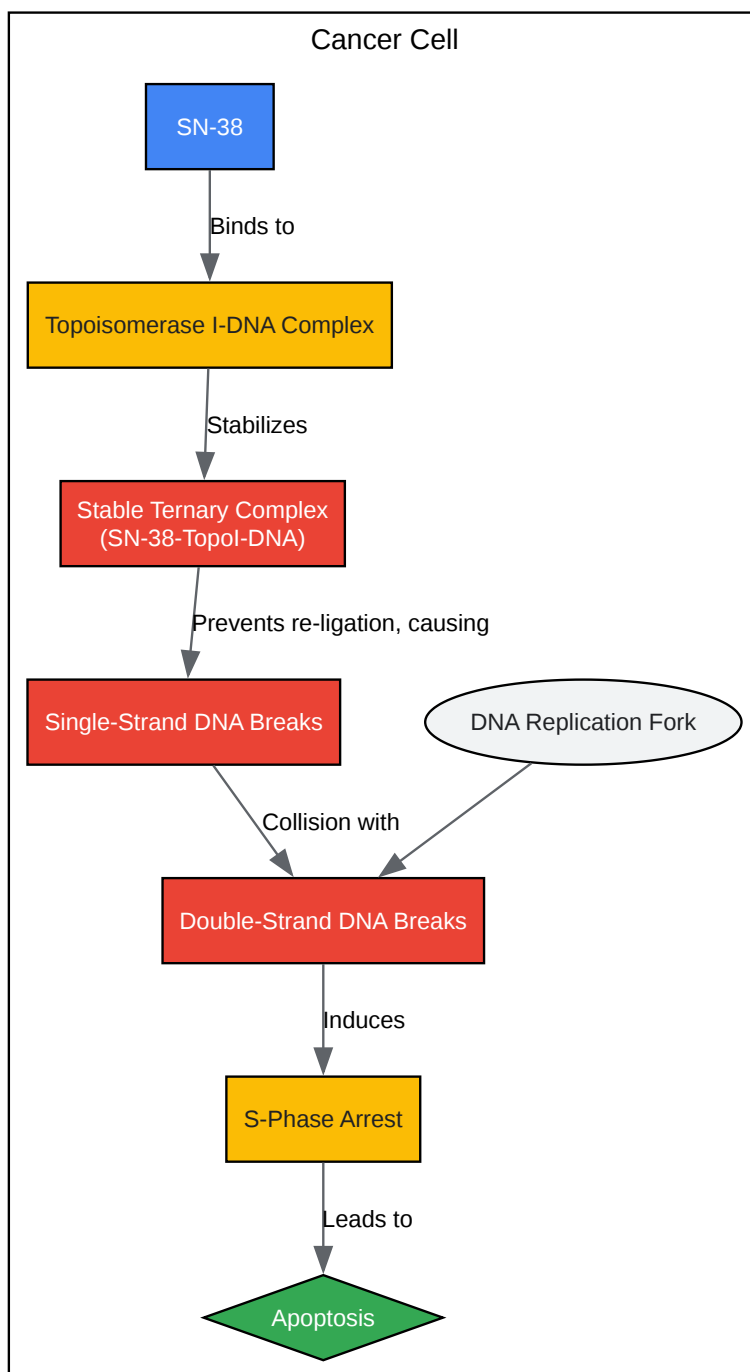 Cancer Cell
SN-38
Binds to
Topoisomerase I-DNA Complex
Stabilizes
Stable Ternary Complex
(SN-38-TopoI-DNA)
Prevents re-ligation, causing
Single-Strand DNA Breaks
DNA Replication Fork
Collision with
Double-Strand DNA Breaks
Induces
S-Phase Arrest
Leads to
Apoptosis